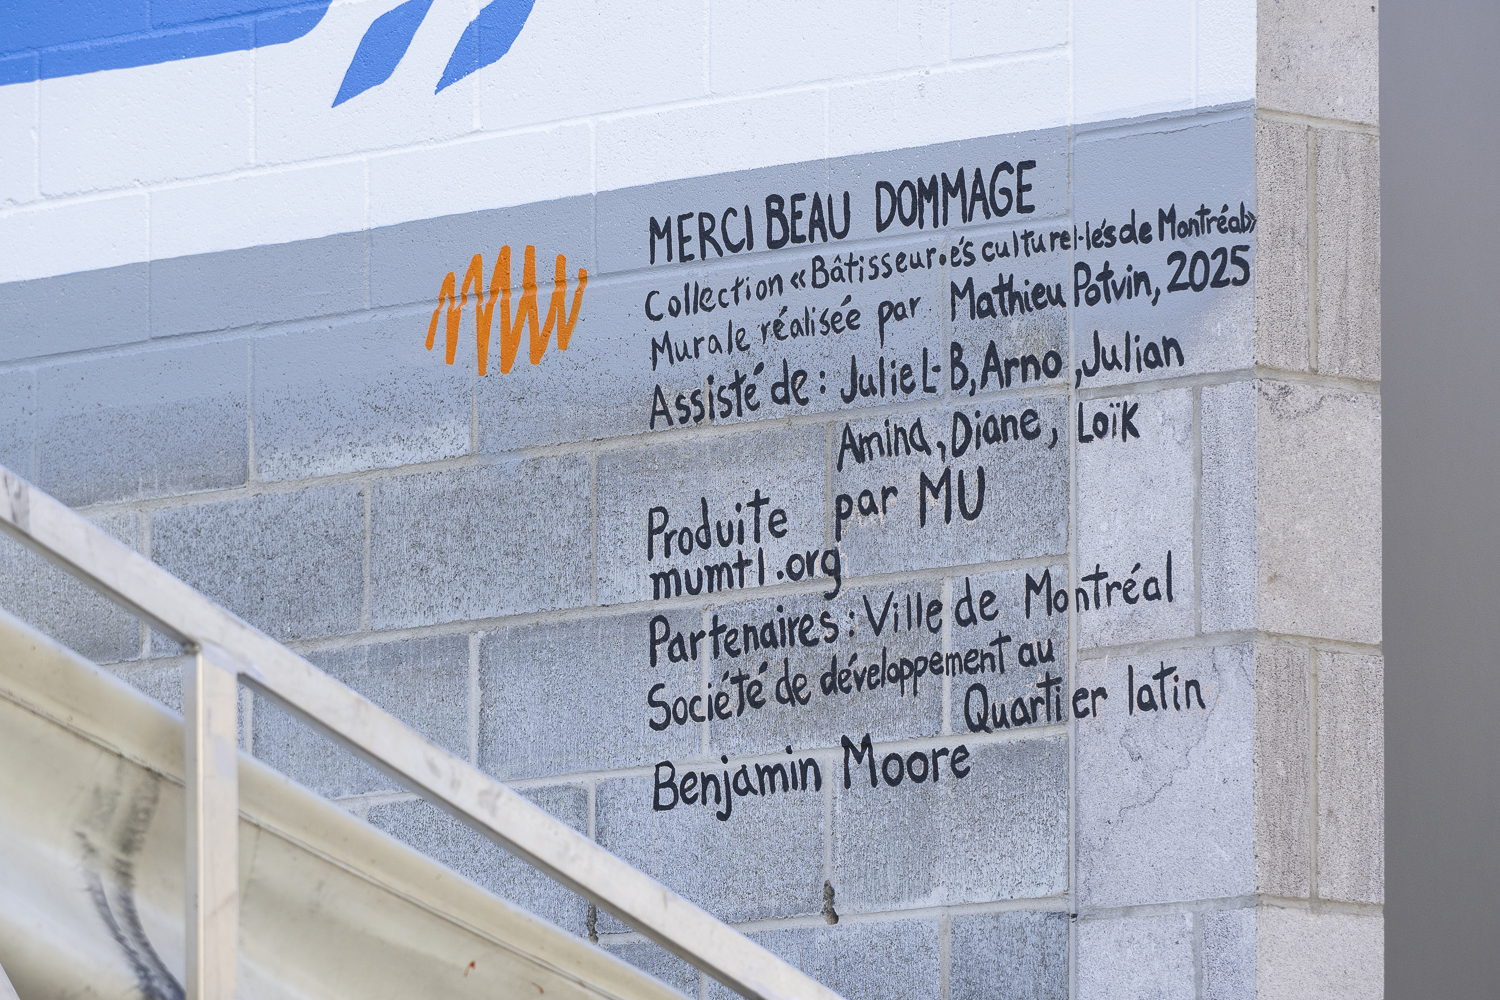 MERCI BEAU DOMMAGE
Collection «Bâtisseur•és culturel·lés de Montréal»
Murale réalisée par Mathieu Potvin, 2025
Assisté de : Julie L-B, Arno, Julian
Amina, Diane, Loïk
Produite par MU
mumtl.org
Partenaires : Ville de Montréal
Société de développement au
Quartier latin
Benjamin Moore